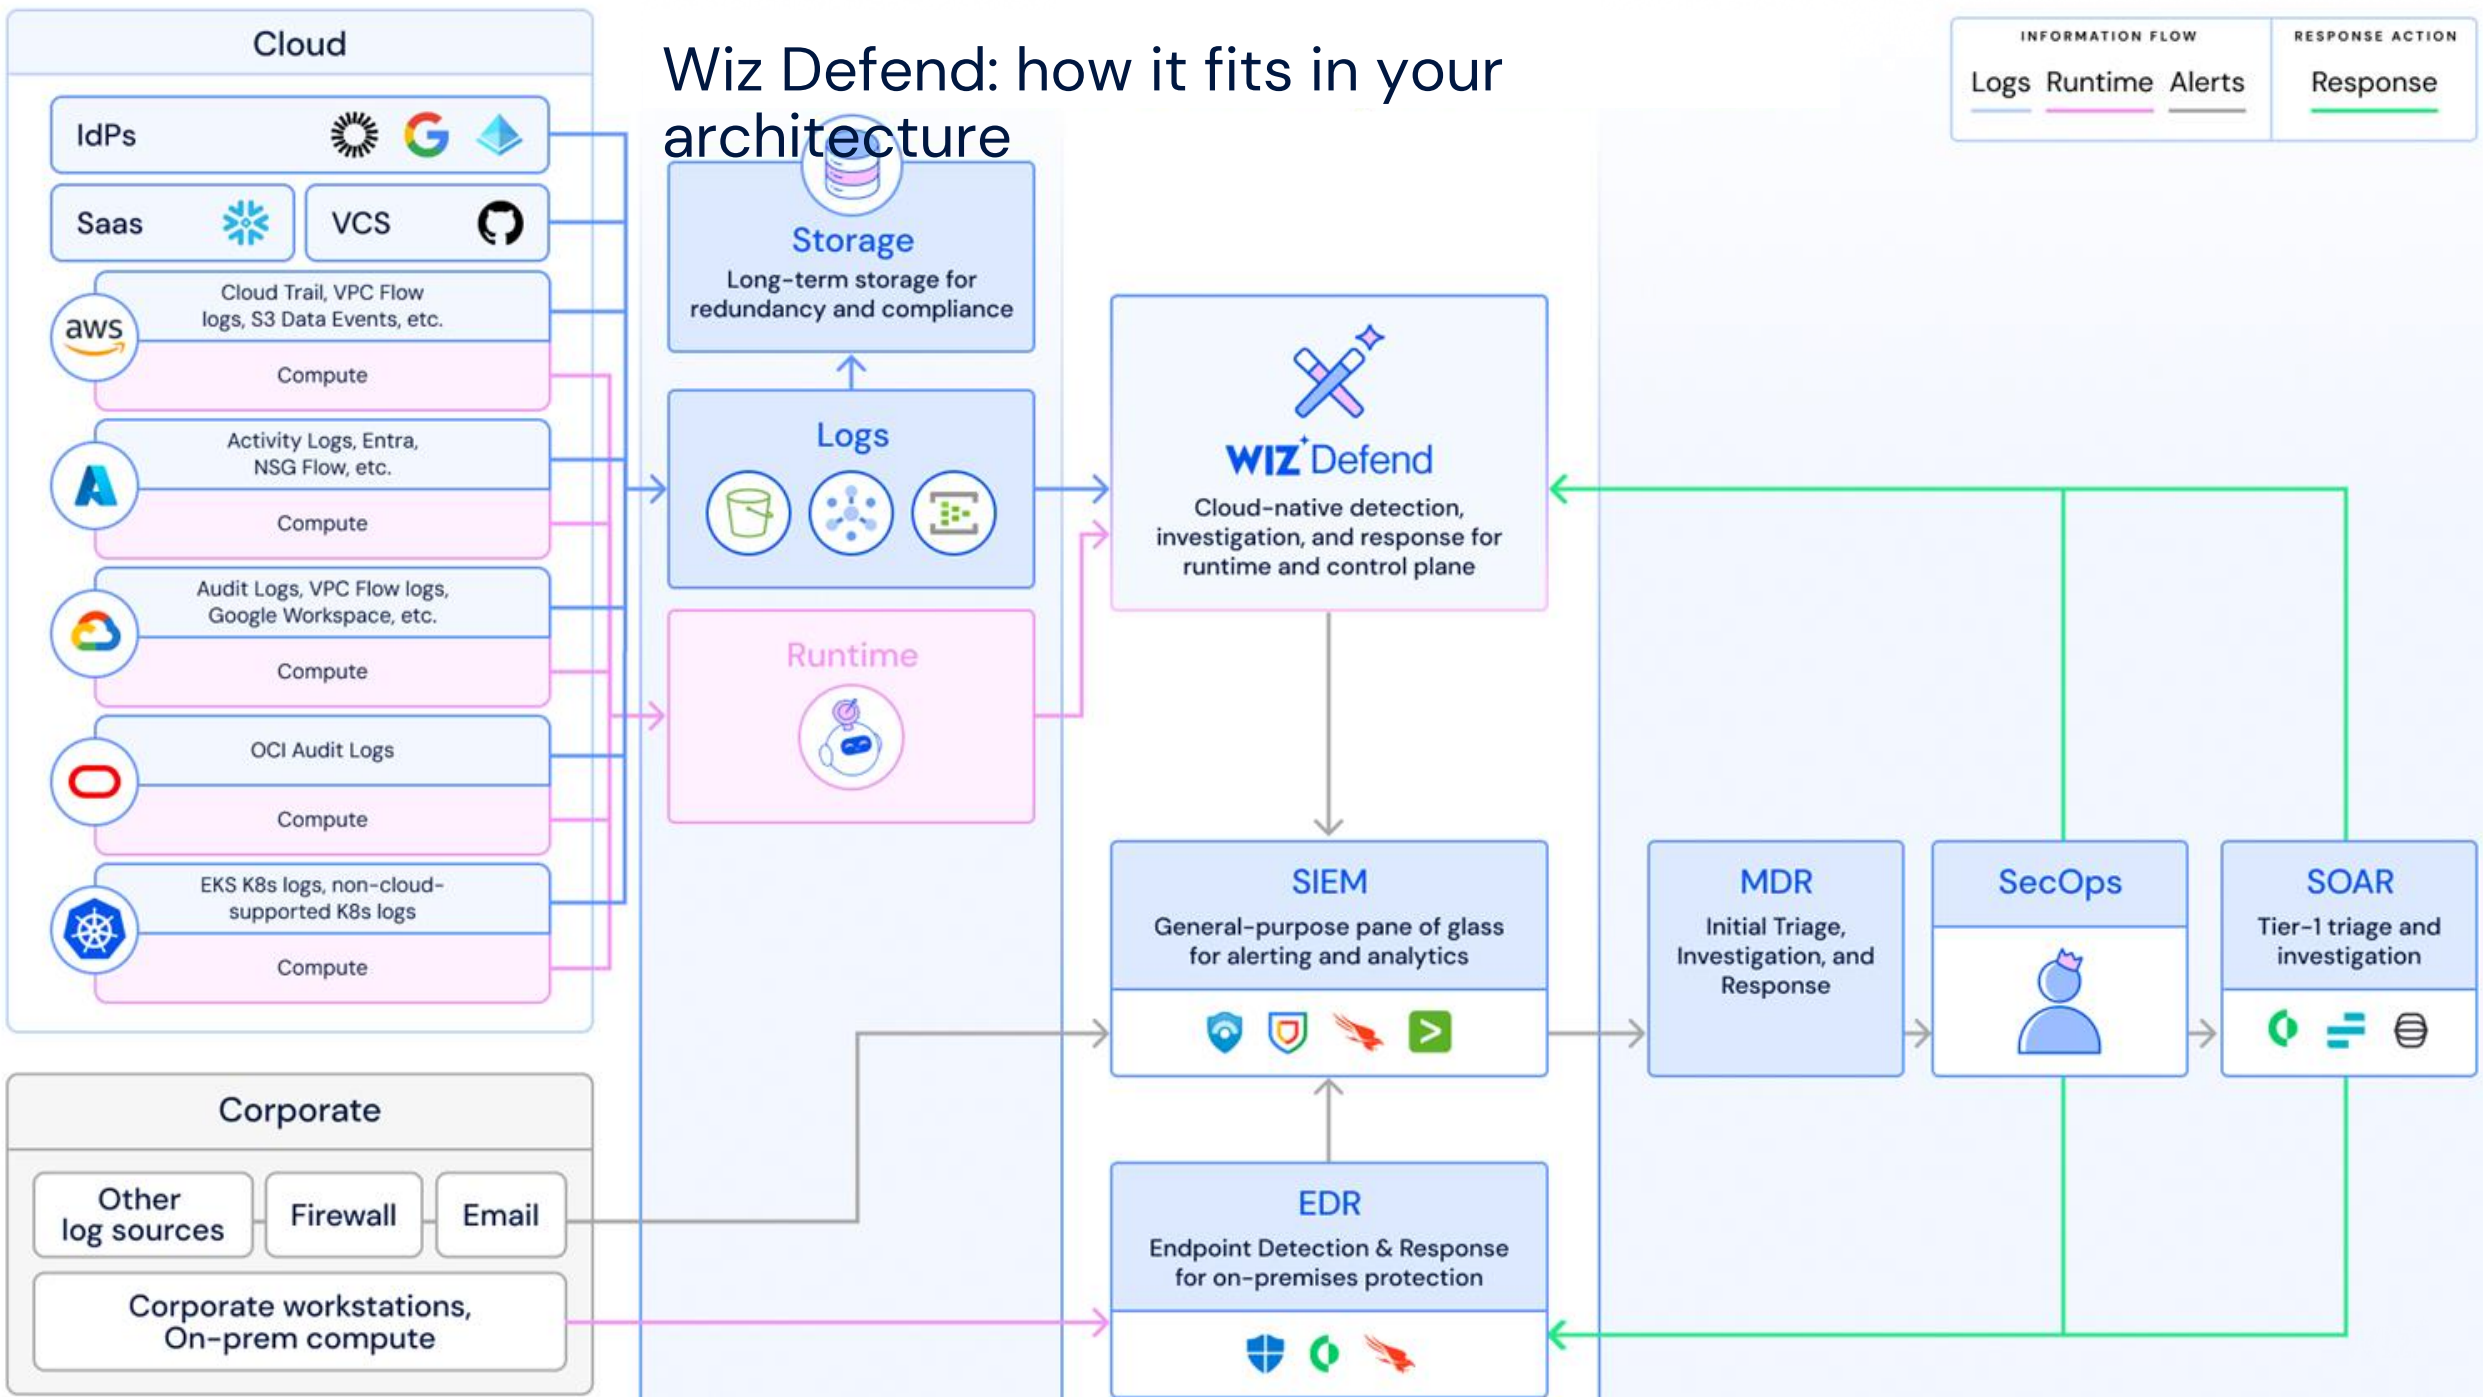 Wiz Defend: how it fits in your
architecture
INFORMATION FLOW
Logs Runtime Alerts
RESPONSE ACTION
Response
Cloud
IdPs
Saas
VCS
aws
Cloud Trail, VPC Flow
logs, S3 Data Events, etc.
Compute
Activity Logs, Entra,
NSG Flow, etc.
Compute
Audit Logs, VPC Flow logs,
Google Workspace, etc.
Compute
OCI Audit Logs
Compute
EKS K8s logs, non-cloud-
supported K8s logs
Compute
Corporate
Other
log sources
Firewall
Email
Corporate workstations,
On-prem compute
Storage
Long-term storage for
redundancy and compliance
Logs
Runtime
WIZ Defend
Cloud-native detection,
investigation, and response for
runtime and control plane
SIEM
General-purpose pane of glass
for alerting and analytics
EDR
Endpoint Detection & Response
for on-premises protection
MDR
Initial Triage,
Investigation, and
Response
SecOps
SOAR
Tier-1 triage and
investigation